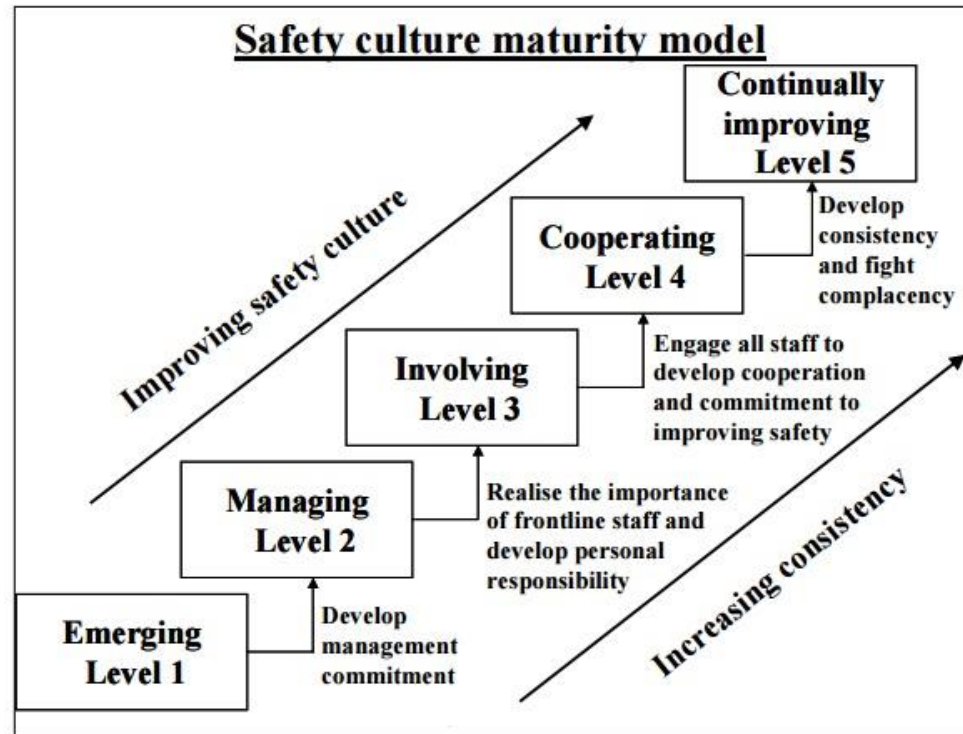 Safety culture maturity model
Continually
improving
Level 5
Develop
consistency
and fight
complacency
Cooperating
Level 4
Engage all staff to
develop cooperation
and commitment to
improving safety
Involving
Level 3
Realise the importance
of frontline staff and
develop personal
responsibility
Managing
Level 2
Develop
management
commitment
Emerging
Level 1
Improving safety culture
Increasing consistency